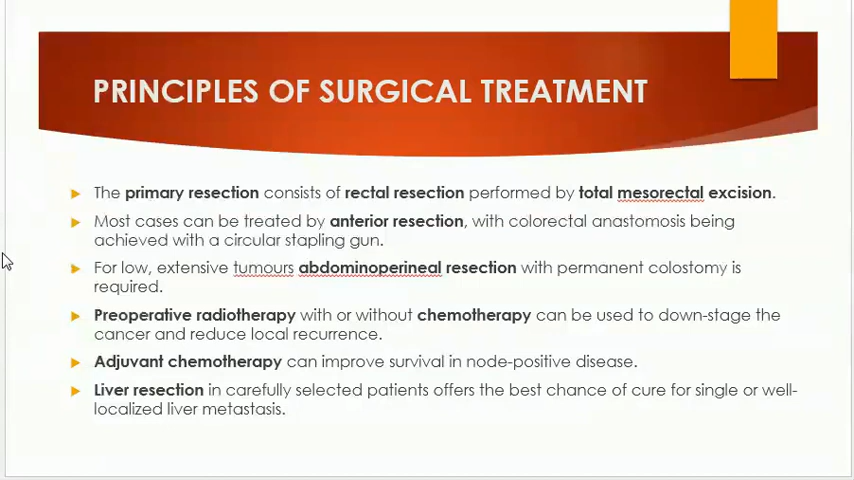 PRINCIPLES OF SURGICAL TREATMENT
The primary resection consists of rectal resection performed by total mesorectal excision.
Most cases can be treated by anterior resection, with colorectal anastomosis being
achieved with a circular stapling gun.
For low, extensive tumours abdominoperineal resection with permanent colostomy is
required.
Preoperative radiotherapy with or without chemotherapy can be used to down-stage the
cancer and reduce local recurrence.
Adjuvant chemotherapy can improve survival in node-positive disease.
Liver resection in carefully selected patients offers the best chance of cure for single or well-
localized liver metastasis.